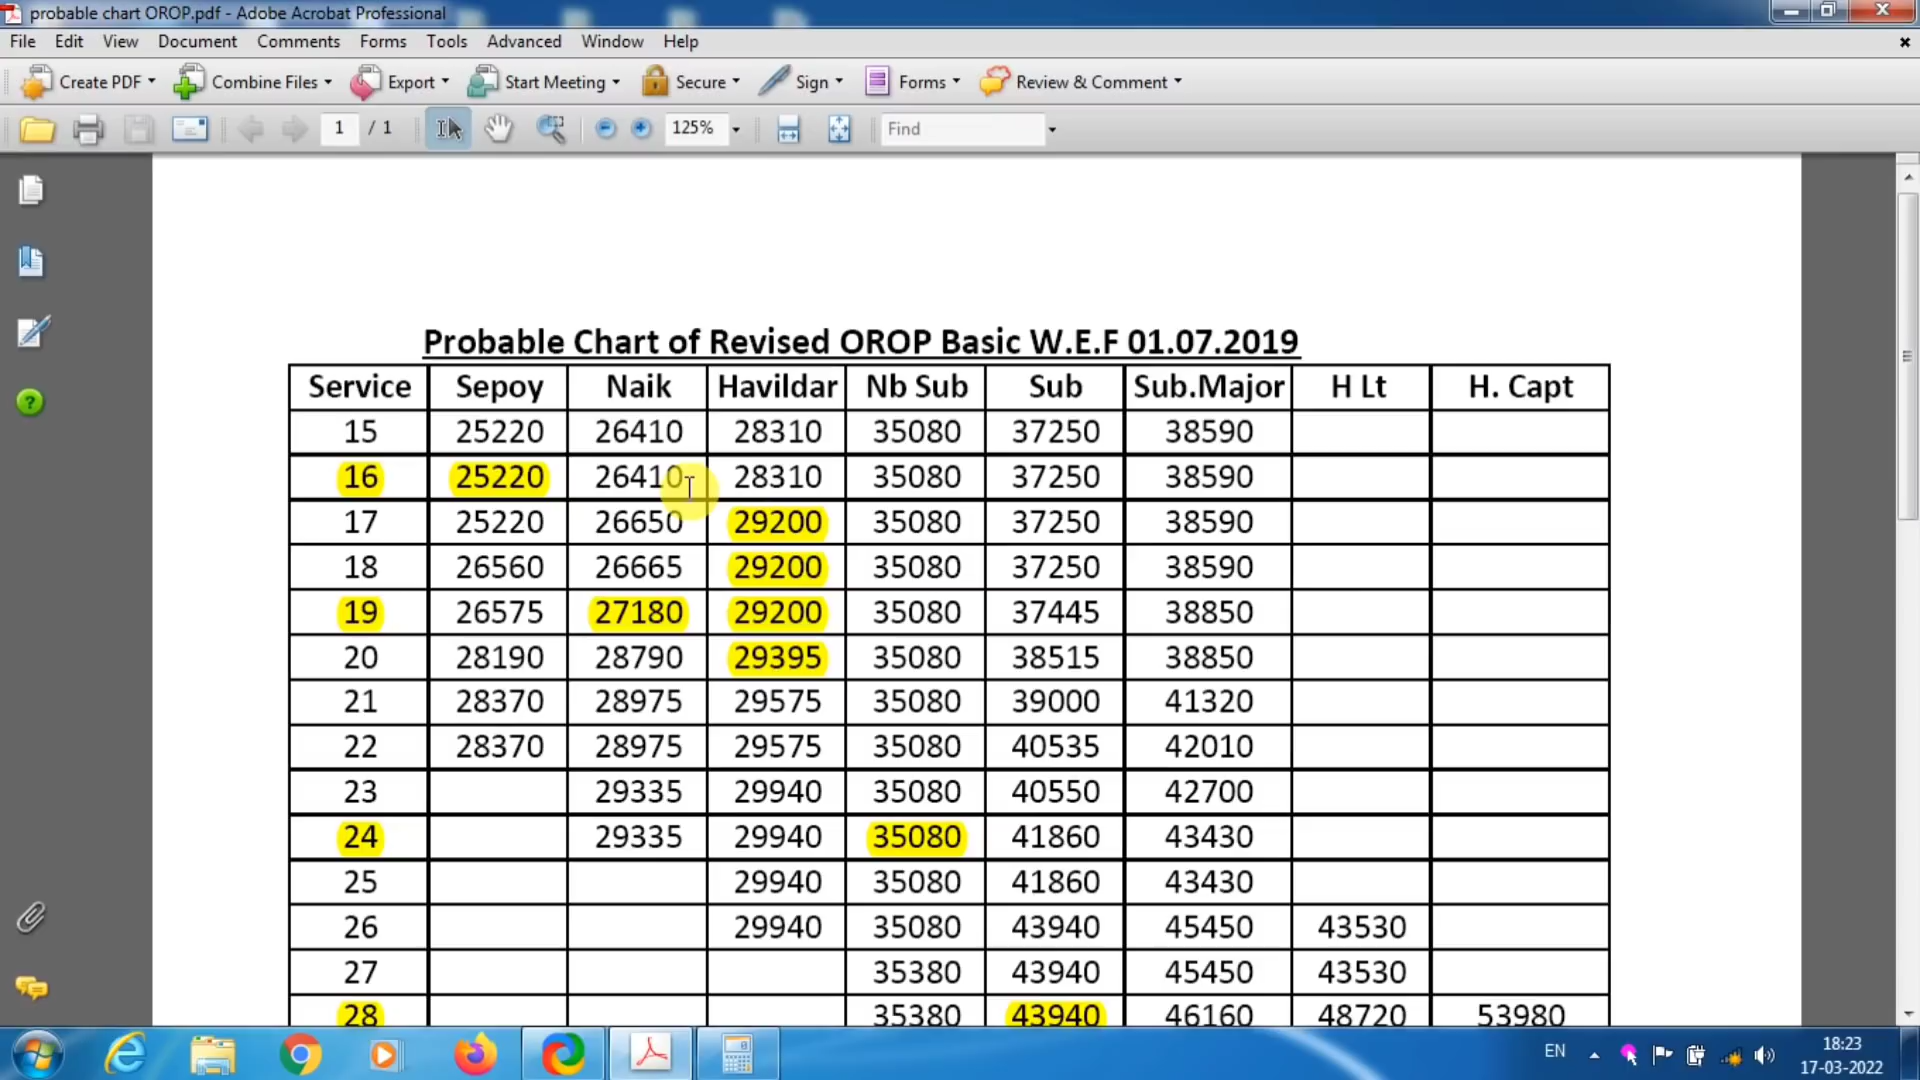 probable chart OROP.pdf - Adobe Acrobat Professional
File Edit View Document Comments Forms Tools Advanced Window Help
Create PDF Combine Files Export Start Meeting Secure Sign Forms Review & Comment
1 / 1 125% Find
Probable Chart of Revised OROP Basic W.E.F 01.07.2019
Service Sepoy Naik Havildar Nb Sub Sub Sub.Major H Lt H. Capt
15 25220 26410 28310 35080 37250 38590
16 25220 26410 28310 35080 37250 38590
17 25220 26650 29200 35080 37250 38590
18 26560 26665 29200 35080 37250 38590
19 26575 27180 29200 35080 37445 38850
20 28190 28790 29395 35080 38515 38850
21 28370 28975 29575 35080 39000 41320
22 28370 28975 29575 35080 40535 42010
23 29335 29940 35080 40550 42700
24 29335 29940 35080 41860 43430
25 29940 35080 41860 43430
26 29940 35080 43940 45450 43530
27 35380 43940 45450 43530
28 35380 43940 46160 48720 53980
EN 18:23
17-03-2022